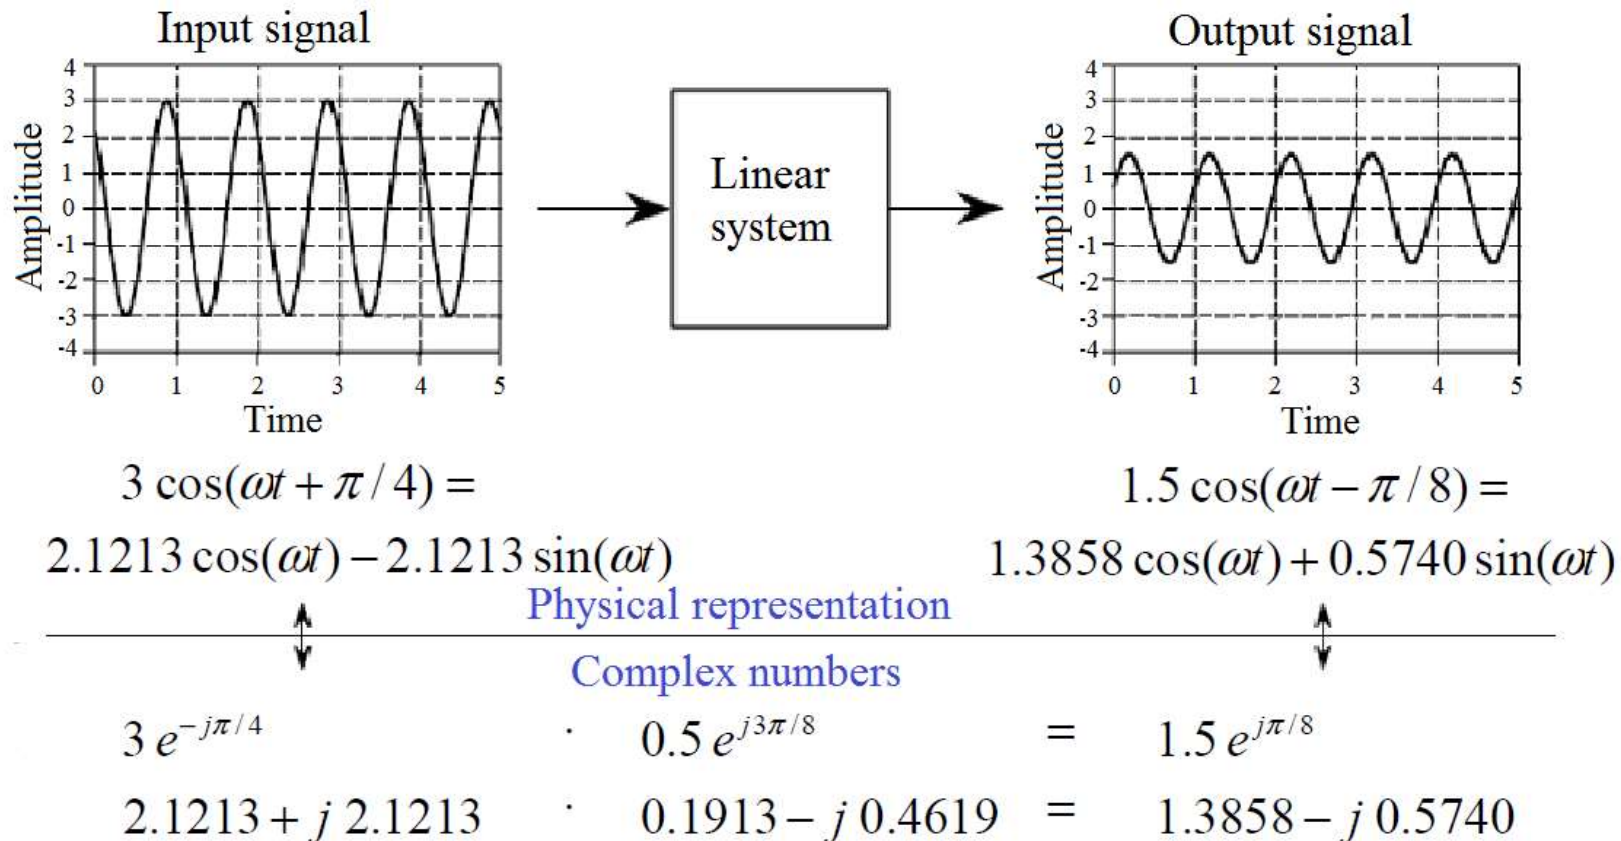 Input signal
Amplitude
4
3
2
1
0
-1
-2
-3
-4
0 1 2 3 4 5
Time
Linear
system
Output signal
Amplitude
4
3
2
1
0
-1
-2
-3
-4
0 1 2 3 4 5
Time
3 cos(ωt + π / 4) =
2.1213 cos(ωt) − 2.1213 sin(ωt)
1.5 cos(ωt − π / 8) =
1.3858 cos(ωt) + 0.5740 sin(ωt)
Physical representation
Complex numbers
3 e^{−jπ/4} · 0.5 e^{j3π/8} = 1.5 e^{jπ/8}
2.1213 + j 2.1213 · 0.1913 − j 0.4619 = 1.3858 − j 0.5740